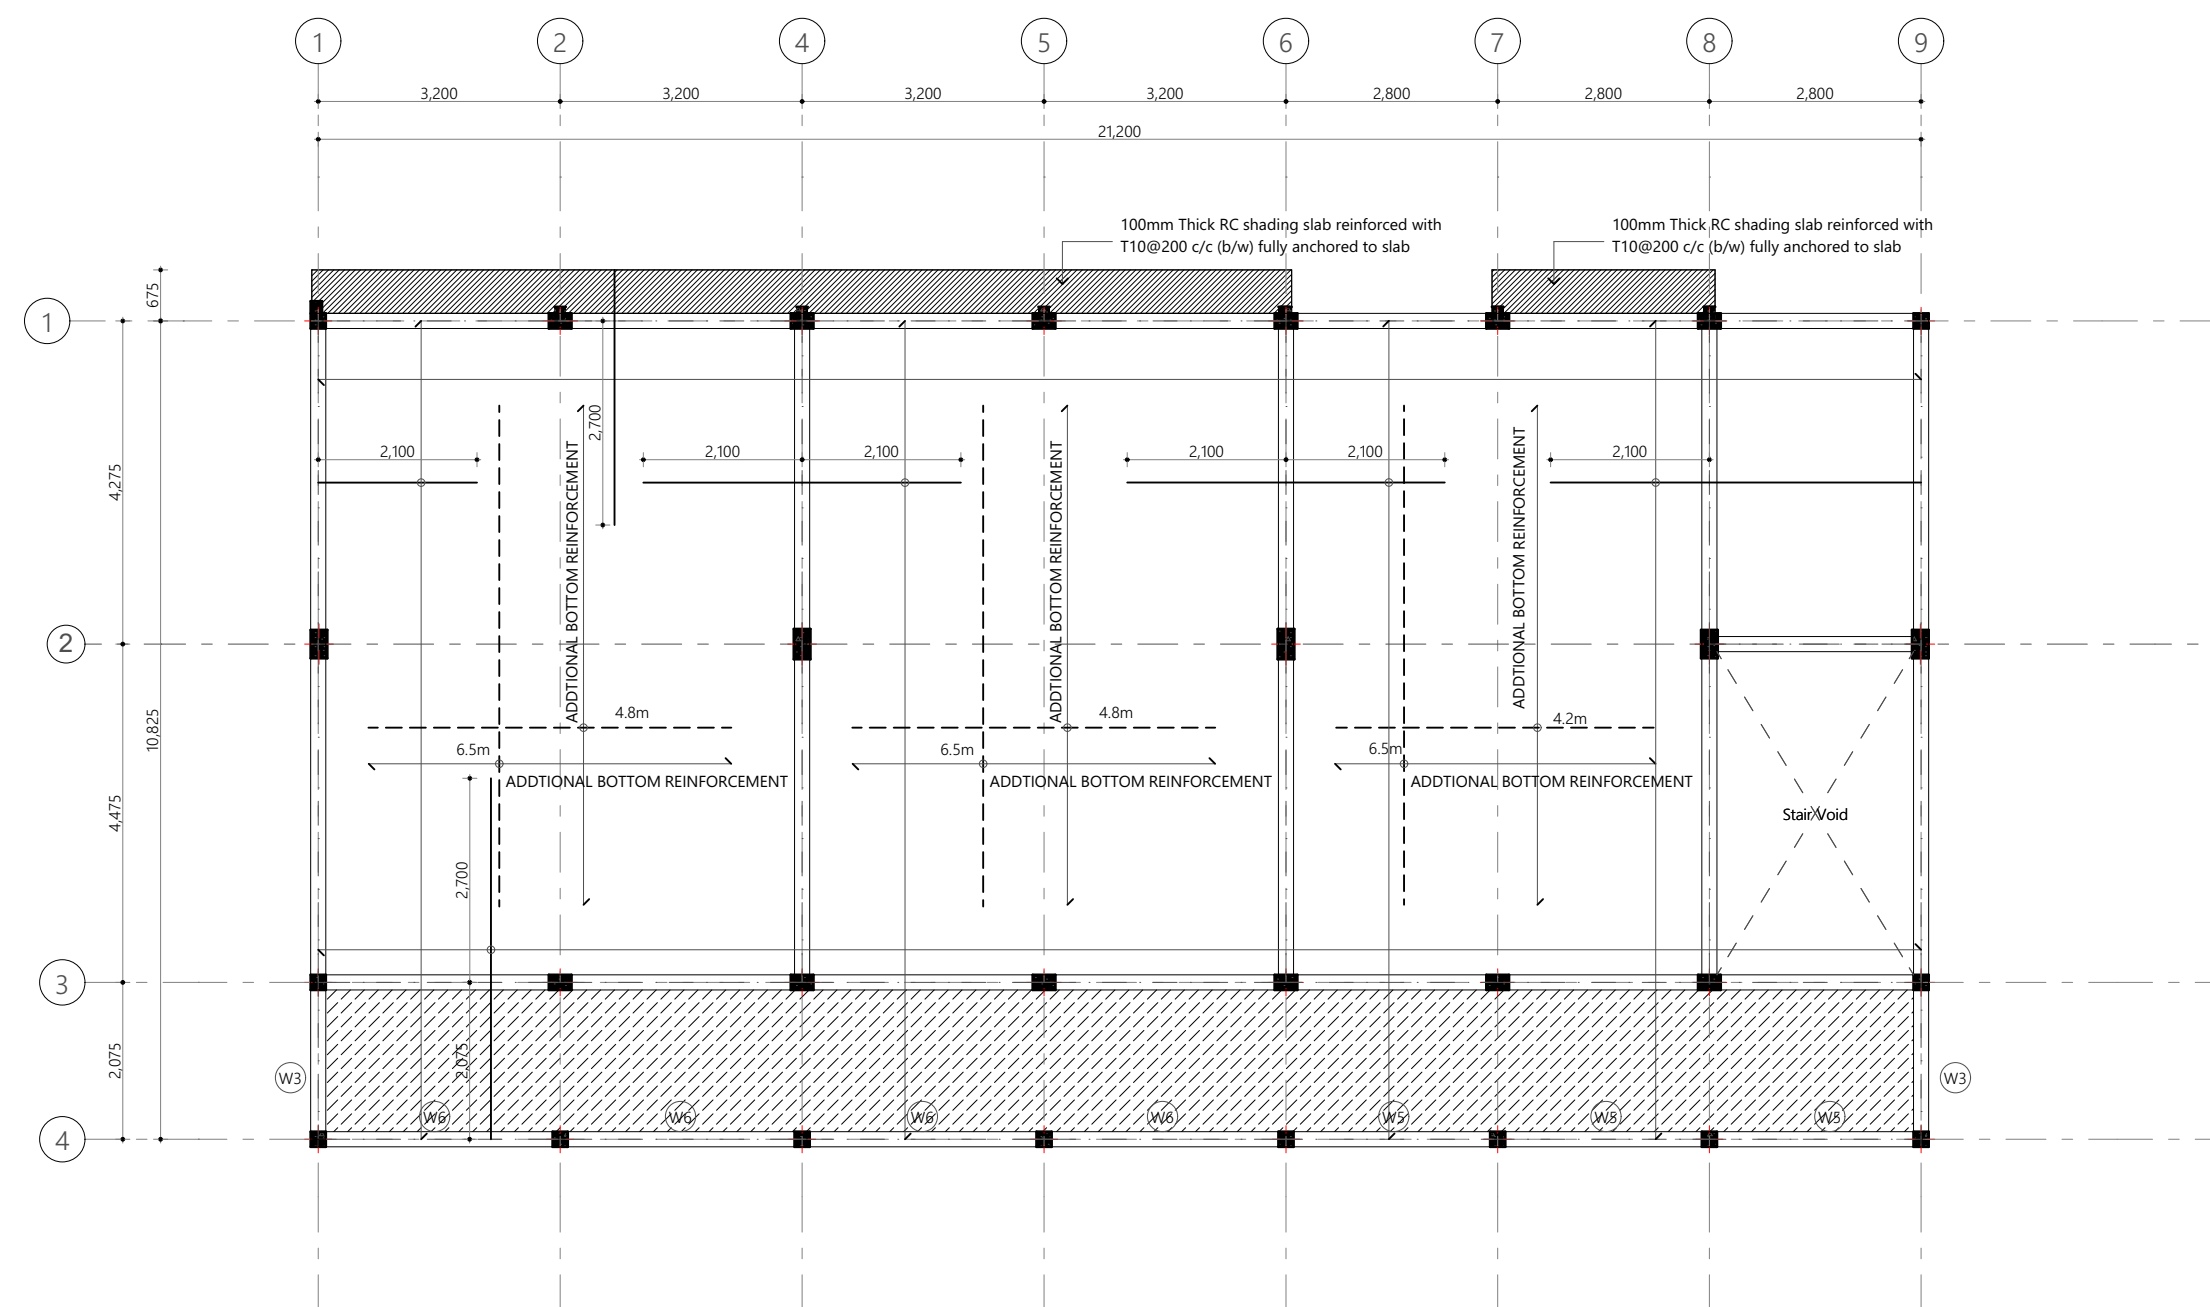 1 2 4 5 6 7 8 9
3,200 3,200 3,200 3,200 2,800 2,800 2,800
21,200
100mm Thick RC shading slab reinforced with
T10@200 c/c (b/w) fully anchored to slab
100mm Thick RC shading slab reinforced with
T10@200 c/c (b/w) fully anchored to slab
675
1
2,700
2,100 2,100 2,100 2,100 2,100 2,100
4,275
ADDTIONAL BOTTOM REINFORCEMENT
ADDTIONAL BOTTOM REINFORCEMENT
ADDTIONAL BOTTOM REINFORCEMENT
2
10,825
4.8m 4.8m 4.2m
6.5m 6.5m 6.5m
ADDTIONAL BOTTOM REINFORCEMENT ADDTIONAL BOTTOM REINFORCEMENT ADDTIONAL BOTTOM REINFORCEMENT
4,475
Stair Void
2,700
3
2,075
2,075
W3 W3
W6 W6 W6 W6 W5 W5 W5
4